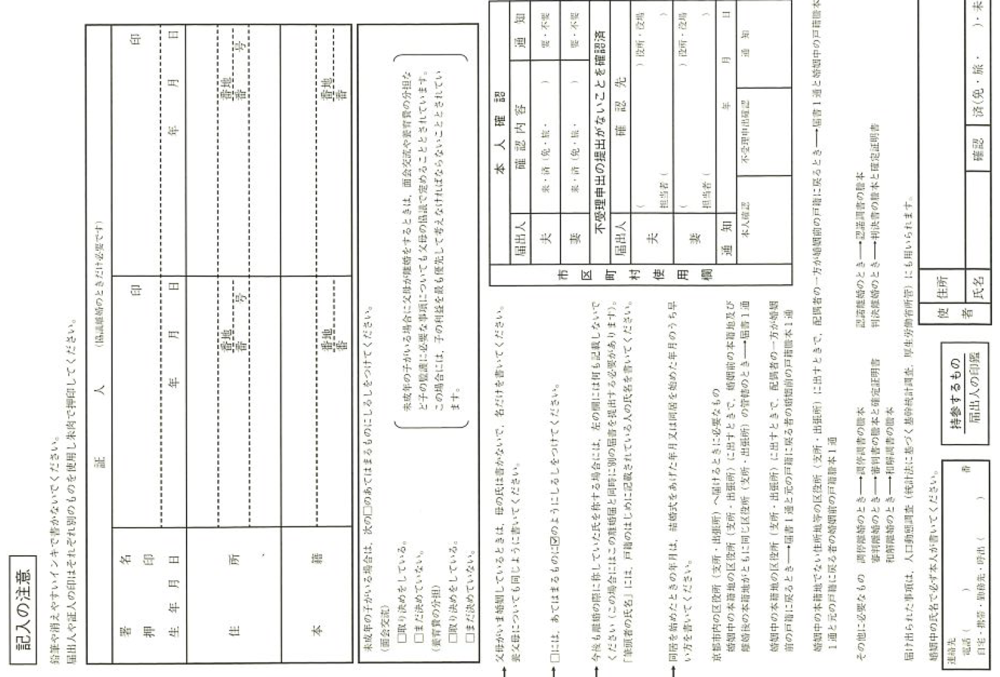 記入の注意
鉛筆や消えやすいインキで書かないでください。
届出人や証人の印はそれぞれ別のものを使用し朱肉で押印してください。
証 人 (協議離婚のときだけ必要です)
署名押印 印 印
生年月日 年 月 日 年 月 日
住所
番地 番 号 番地 番 号
本籍
番地 番 番地 番
未成年の子がいる場合は、次の□のあてはまるものにしるしをつけてください。
(面会交流)
□取り決めをしている。
□まだ決めていない。
(養育費の分担)
□取り決めをしている。
□まだ決めていない。
未成年の子がいる場合に父母が離婚をするときは、面会交流や養育費の分担な
ど子の監護に必要な事項についても父母の協議で定めることとされています。
この場合には、子の利益を最も優先して考えなければならないこととされてい
ます。
→父母がいま婚姻しているときは、母の氏は書かないで、名だけを書いてください。
養父母についても同じように書いてください。
→□には、あてはまるものに☑のようにしるしをつけてください。
→今後も離婚の際に称していた氏を称する場合には、左の欄には何も記載しないで
ください(この場合にはこの離婚届と同時に別の届書を提出する必要があります)。
「筆頭者の氏名」には、戸籍のはじめに記載されている人の氏名を書いてください。
→同居を始めたときの年月は、結婚式をあげた年月又は同居を始めた年月のうち早
い方を書いてください。
市区町村使用欄
本人確認
届出人 確認内容 通知
夫 未・済(免・旅・ ) 要・不要
妻 未・済(免・旅・ ) 要・不要
不受理申出の提出がないことを確認済
届出人 確認先
夫 ( )役所・役場
担当者( )
妻 ( )役所・役場
担当者( )
通知 年 月 日
本人確認 不受理申出確認 通知
京都市内の区役所(支所・出張所)へ届けるときに必要なもの
婚姻中の本籍地の区役所(支所・出張所)に出すときで、婚姻前の本籍地及び
離婚後の本籍地がともに同じ区役所(支所・出張所)の管轄のとき→届書1通
婚姻中の本籍地の区役所(支所・出張所)に出すときで、配偶者の一方が婚姻
前の戸籍に戻るとき→届書1通と元の戸籍に戻る者の婚姻前の戸籍謄本1通
婚姻中の本籍地でない住所地等の区役所(支所・出張所)に出すときで、配偶者の一方が婚姻前の戸籍に戻るとき→届書1通と婚姻中の戸籍謄本
1通と元の戸籍に戻る者の婚姻前の戸籍謄本1通
その他に必要なもの 調停離婚のとき→調停調書の謄本 認諾離婚のとき→認諾調書の謄本
審判離婚のとき→審判書の謄本と確定証明書 判決離婚のとき→判決書の謄本と確定証明書
和解離婚のとき→和解調書の謄本
届け出られた事項は、人口動態調査(統計法に基づく基幹統計調査、厚生労働省所管)にも用いられます。
婚姻中の氏名で必ず本人が書いてください。
連絡先
電話( ) 番
自宅・携帯・勤務先・呼出( )
持参するもの
届出人の印鑑
使者
住所
氏名 確認 済(免・旅・ )・未